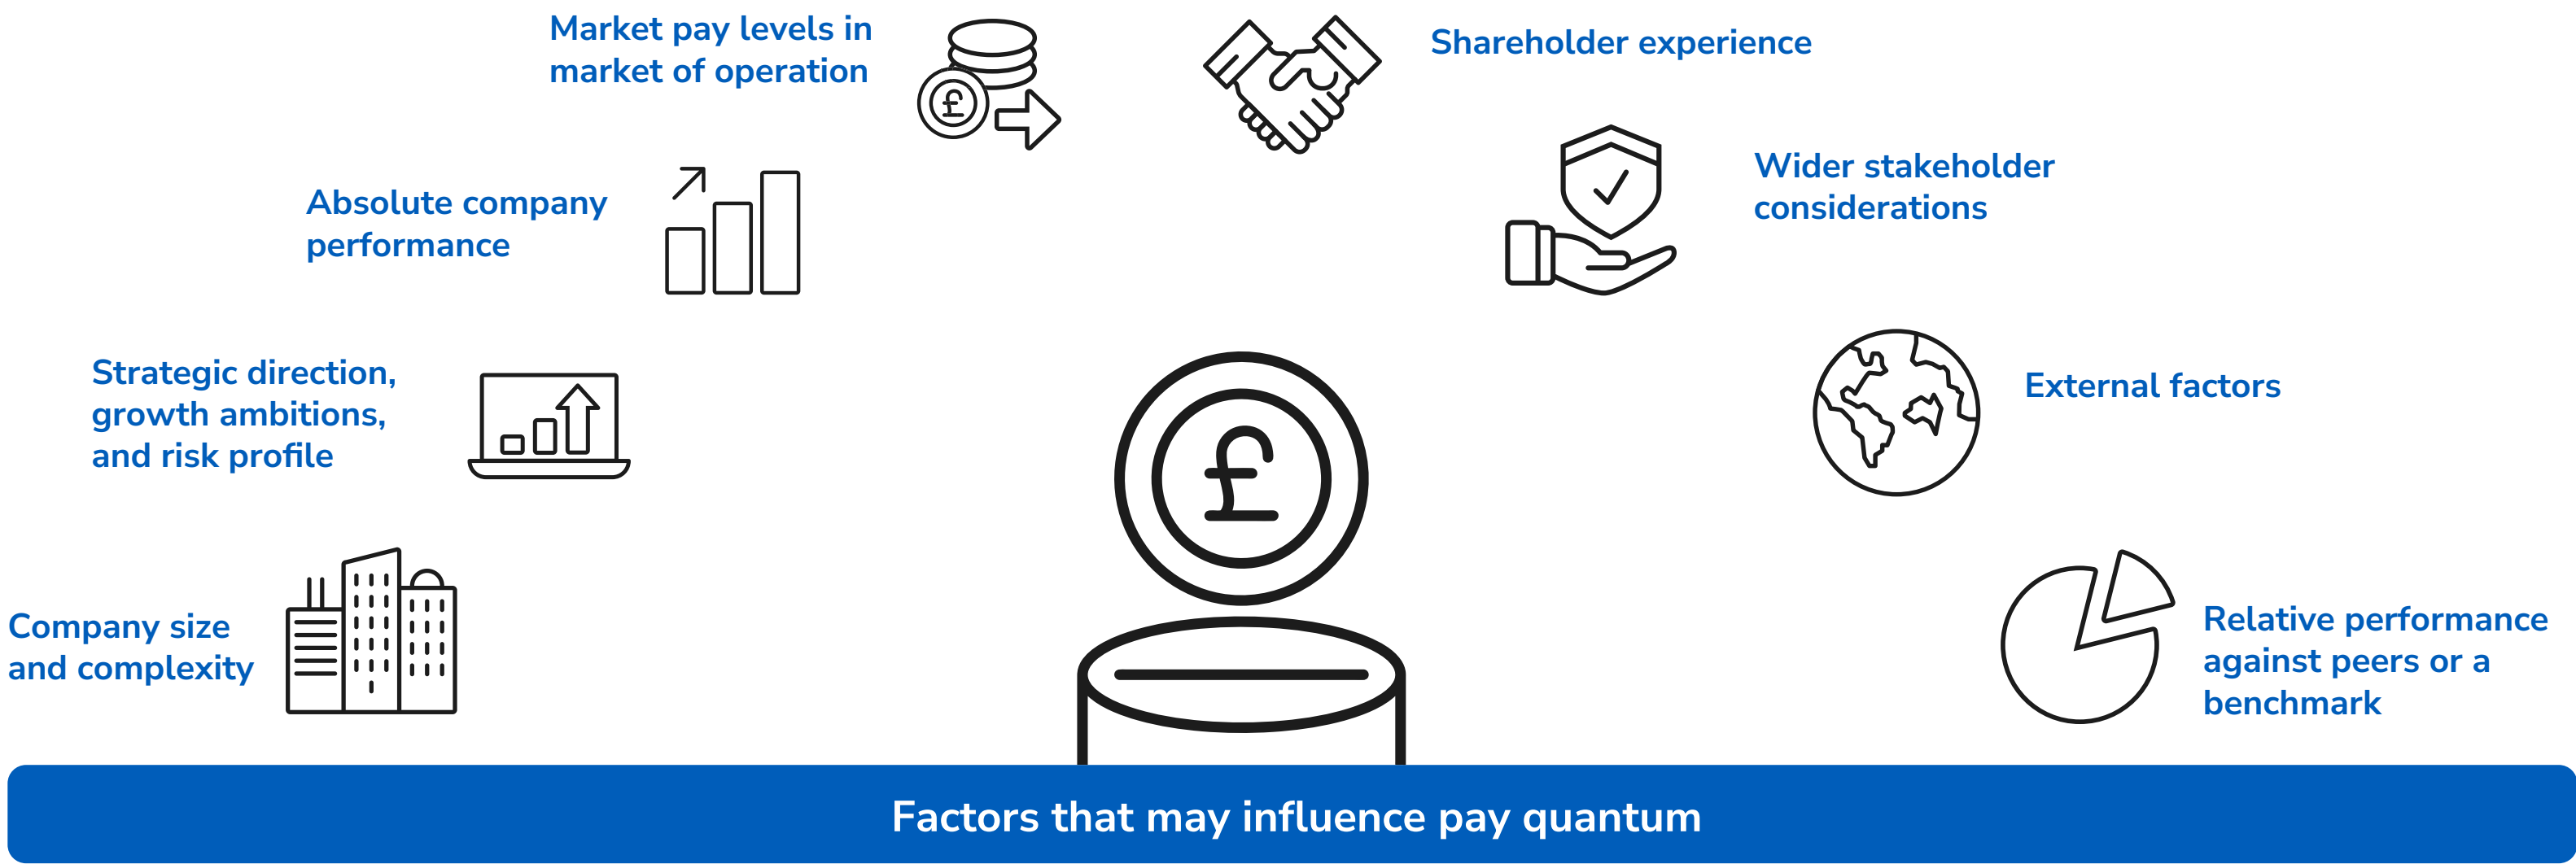 Market pay levels in
market of operation
£
Shareholder experience
Absolute company
performance
Wider stakeholder
considerations
Strategic direction,
growth ambitions,
and risk profile
External factors
£
Company size
and complexity
Relative performance
against peers or a
benchmark
Factors that may influence pay quantum